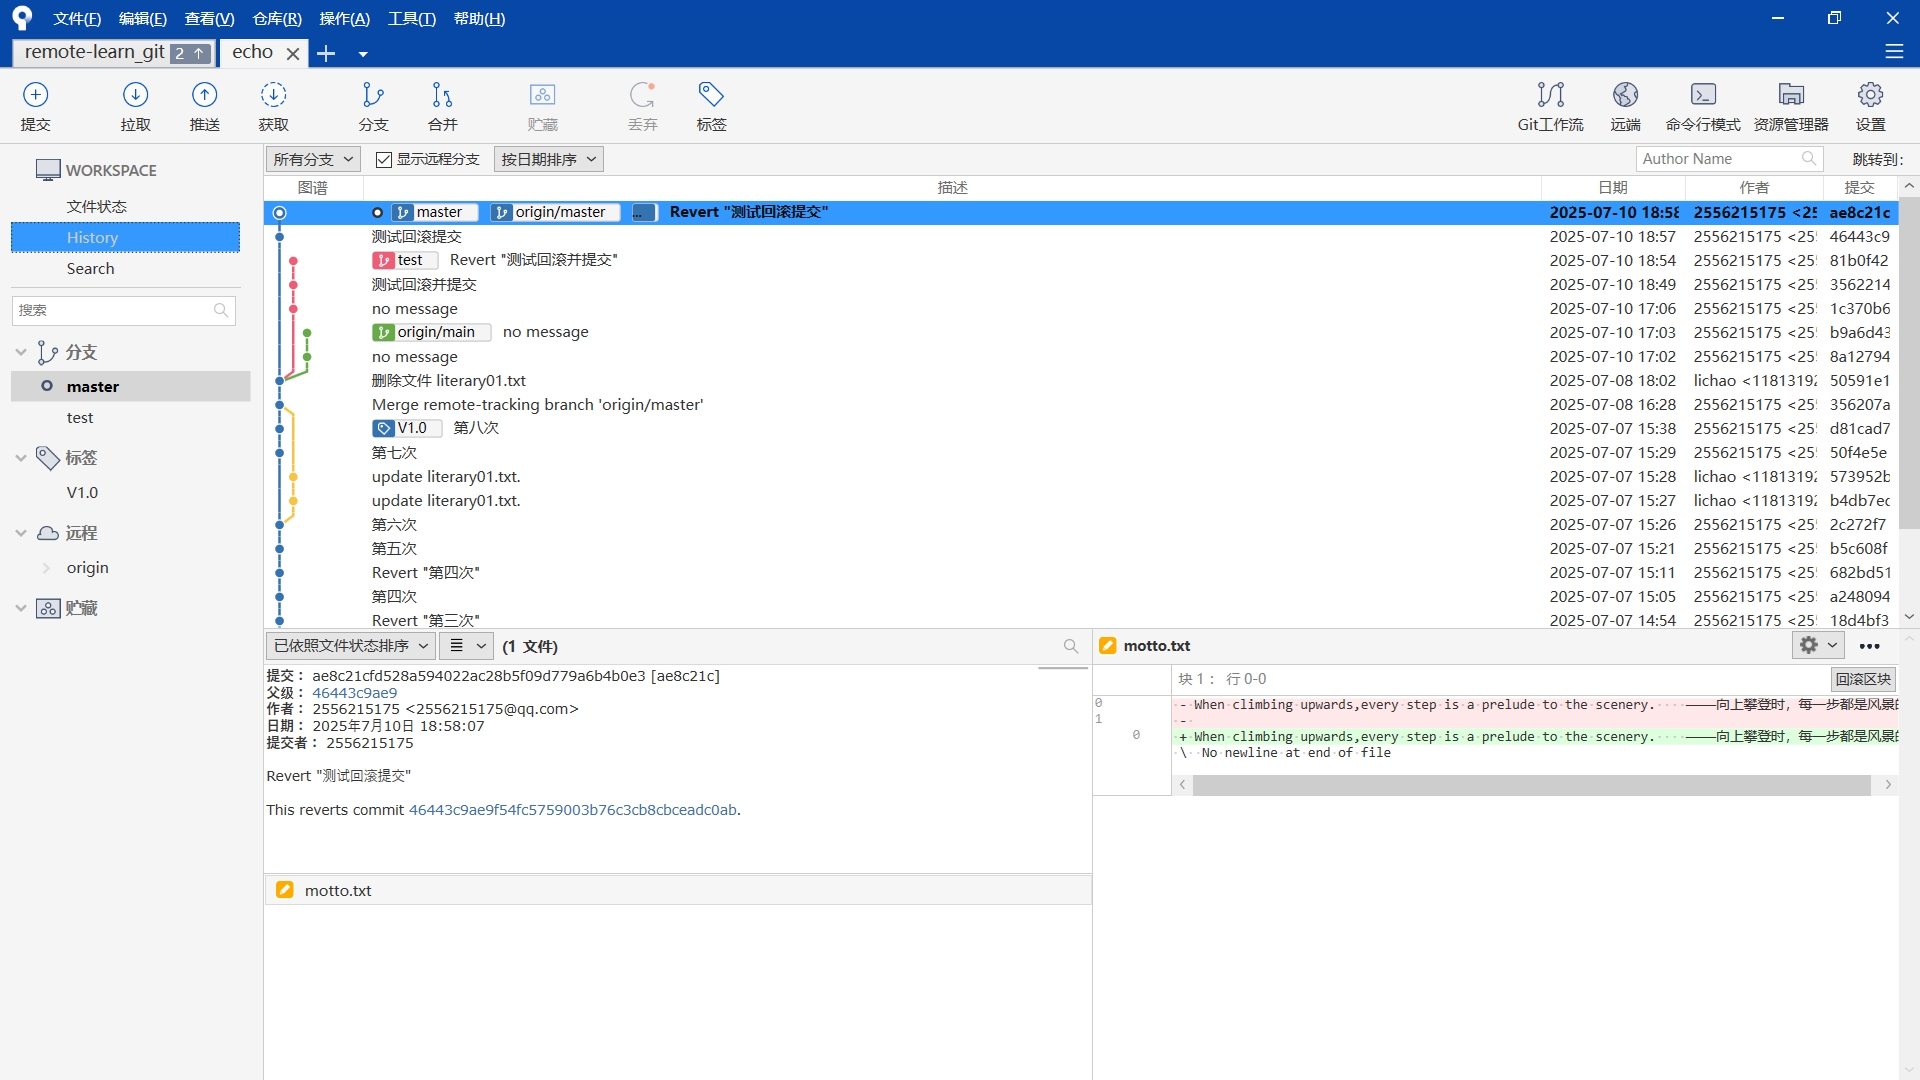 文件(F) 编辑(E) 查看(V) 仓库(R) 操作(A) 工具(T) 帮助(H)
remote-learn_git 2 ↑ echo
提交 拉取 推送 获取 分支 合并 贮藏 丢弃 标签 Git工作流 远端 命令行模式 资源管理器 设置
WORKSPACE
文件状态
History
Search
搜索
分支
master
test
标签
V1.0
远程
origin
贮藏
所有分支 显示远程分支 按日期排序 Author Name 跳转到:
图谱 描述 日期 作者 提交
master origin/master ... Revert "测试回滚提交" 2025-07-10 18:58 2556215175 <25 ae8c21c
测试回滚提交 2025-07-10 18:57 2556215175 <25 46443c9
test Revert "测试回滚并提交" 2025-07-10 18:54 2556215175 <25 81b0f42
测试回滚并提交 2025-07-10 18:49 2556215175 <25 3562214
no message 2025-07-10 17:06 2556215175 <25 1c370b6
origin/main no message 2025-07-10 17:03 2556215175 <25 b9a6d43
no message 2025-07-10 17:02 2556215175 <25 8a12794
删除文件 literary01.txt 2025-07-08 18:02 lichao <1181319 50591e1
Merge remote-tracking branch 'origin/master' 2025-07-08 16:28 2556215175 <25 356207a
V1.0 第八次 2025-07-07 15:38 2556215175 <25 d81cad7
第七次 2025-07-07 15:29 2556215175 <25 50f4e5e
update literary01.txt. 2025-07-07 15:28 lichao <1181319 573952b
update literary01.txt. 2025-07-07 15:27 lichao <1181319 b4db7ec
第六次 2025-07-07 15:26 2556215175 <25 2c272f7
第五次 2025-07-07 15:21 2556215175 <25 b5c608f
Revert "第四次" 2025-07-07 15:11 2556215175 <25 682bd51
第四次 2025-07-07 15:05 2556215175 <25 a248094
Revert "第三次" 2025-07-07 14:54 2556215175 <25 18d4bf3
已依照文件状态排序 (1 文件)
提交： ae8c21cfd528a594022ac28b5f09d779a6b4b0e3 [ae8c21c]
父级： 46443c9ae9
作者： 2556215175 <2556215175@qq.com>
日期： 2025年7月10日 18:58:07
提交者： 2556215175
Revert "测试回滚提交"
This reverts commit 46443c9ae9f54fc5759003b76c3cb8cbceadc0ab.
motto.txt
motto.txt
块 1： 行 0-0 回滚区块
0 - When climbing upwards,every step is a prelude to the scenery. ————向上攀登时，每一步都是风景
1 -
0 + When climbing upwards,every step is a prelude to the scenery. ————向上攀登时，每一步都是风景
\ No newline at end of file